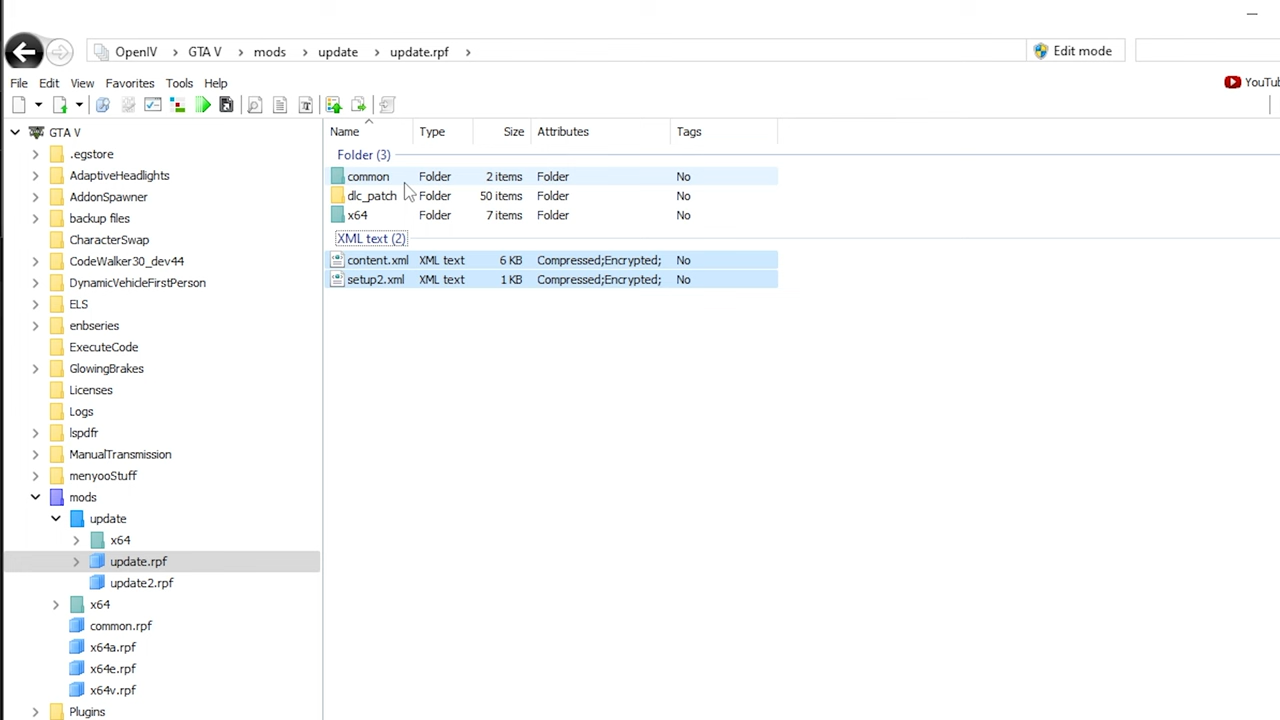 OpenIV GTA V mods update update.rpf Edit mode
File Edit View Favorites Tools Help
YouTub
GTA V
.egstore
AdaptiveHeadlights
AddonSpawner
backup files
CharacterSwap
CodeWalker30_dev44
DynamicVehicleFirstPerson
ELS
enbseries
ExecuteCode
GlowingBrakes
Licenses
Logs
lspdfr
ManualTransmission
menyooStuff
mods
update
x64
update.rpf
update2.rpf
x64
common.rpf
x64a.rpf
x64e.rpf
x64v.rpf
Plugins
Name Type Size Attributes Tags
Folder (3)
common Folder 2 items Folder No
dlc_patch Folder 50 items Folder No
x64 Folder 7 items Folder No
XML text (2)
content.xml XML text 6 KB Compressed;Encrypted; No
setup2.xml XML text 1 KB Compressed;Encrypted; No